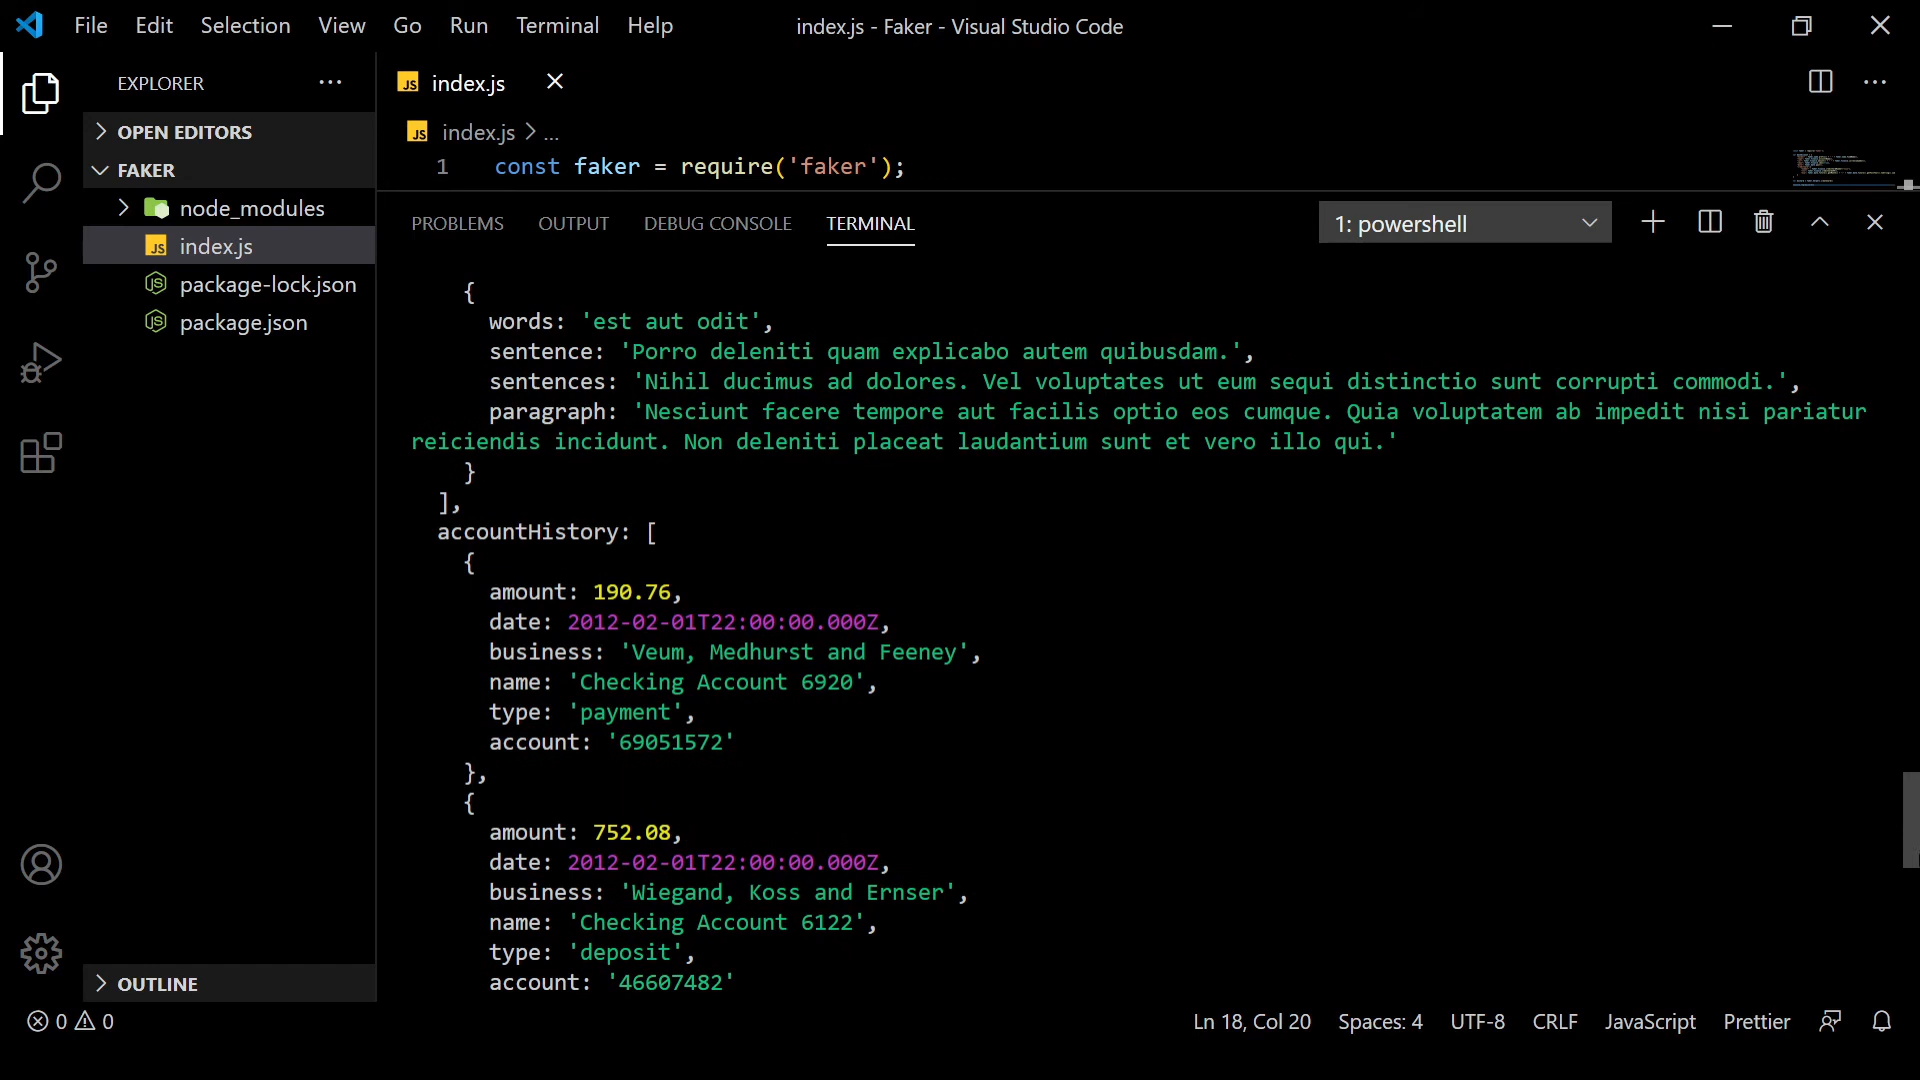 File Edit Selection View Go Run Terminal Help
index.js - Faker - Visual Studio Code
EXPLORER
OPEN EDITORS
FAKER
node_modules
index.js
package-lock.json
package.json
OUTLINE
index.js
index.js > ...
1 const faker = require('faker');
PROBLEMS OUTPUT DEBUG CONSOLE TERMINAL
1: powershell
{
words: 'est aut odit',
sentence: 'Porro deleniti quam explicabo autem quibusdam.',
sentences: 'Nihil ducimus ad dolores. Vel voluptates ut eum sequi distinctio sunt corrupti commodi.',
paragraph: 'Nesciunt facere tempore aut facilis optio eos cumque. Quia voluptatem ab impedit nisi pariatur
reiciendis incidunt. Non deleniti placeat laudantium sunt et vero illo qui.'
}
],
accountHistory: [
{
amount: 190.76,
date: 2012-02-01T22:00:00.000Z,
business: 'Veum, Medhurst and Feeney',
name: 'Checking Account 6920',
type: 'payment',
account: '69051572'
},
{
amount: 752.08,
date: 2012-02-01T22:00:00.000Z,
business: 'Wiegand, Koss and Ernser',
name: 'Checking Account 6122',
type: 'deposit',
account: '46607482'
0 0
Ln 18, Col 20 Spaces: 4 UTF-8 CRLF JavaScript Prettier